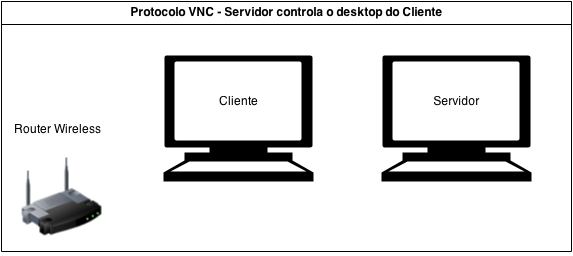 Protocolo VNC - Servidor controla o desktop do Cliente
Cliente
Servidor
Router Wireless